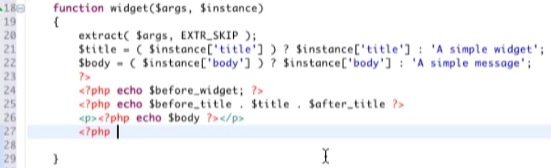 18 function widget($args, $instance)
19 {
20 extract( $args, EXTR_SKIP );
21 $title = ( $instance['title'] ) ? $instance['title'] : 'A simple widget';
22 $body = ( $instance['body'] ) ? $instance['body'] : 'A simple message';
23 ?>
24 <?php echo $before_widget; ?>
25 <?php echo $before_title . $title . $after_title ?>
26 <p><?php echo $body ?></p>
27 <?php
28
29 }